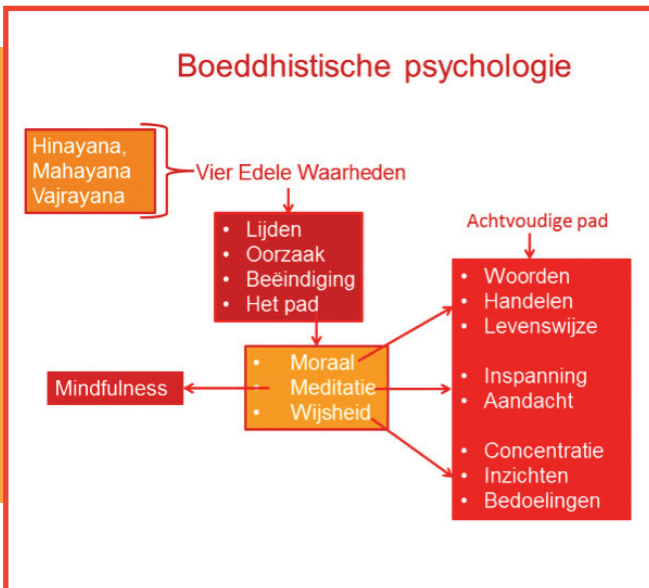 Boeddhistische psychologie
Hinayana,
Mahayana
Vajrayana
Vier Edele Waarheden
• Lijden
• Oorzaak
• Beëindiging
• Het pad
• Moraal
• Meditatie
• Wijsheid
Mindfulness
Achtvoudige pad
• Woorden
• Handelen
• Levenswijze
• Inspanning
• Aandacht
• Concentratie
• Inzichten
• Bedoelingen